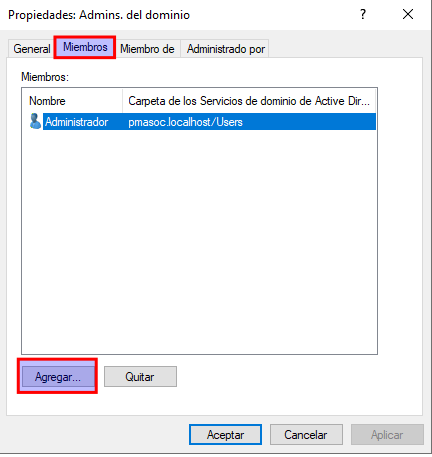 Propiedades: Admins. del dominio ?
General Miembros Miembro de Administrado por
Miembros:
Nombre Carpeta de los Servicios de dominio de Active Dir...
Administrador pmasoc.localhost/Users
Agregar... Quitar
Aceptar Cancelar Aplicar